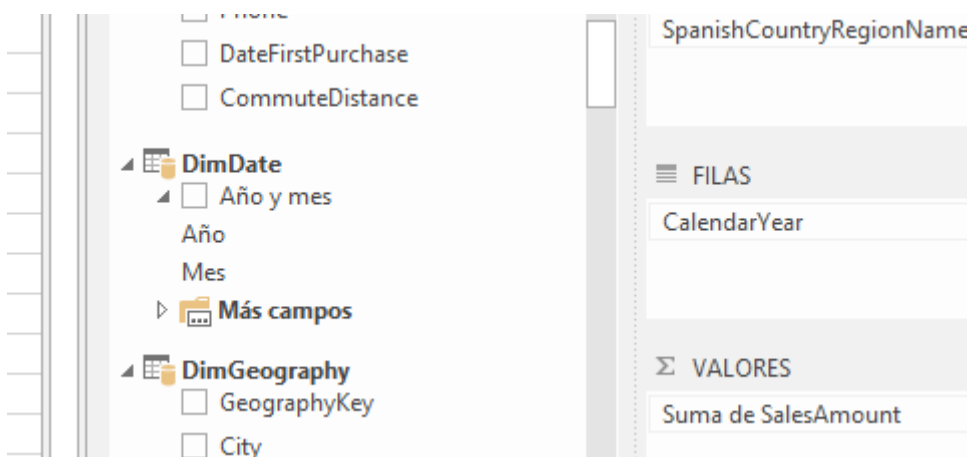 Phone
DateFirstPurchase
CommuteDistance
DimDate
Año y mes
Año
Mes
Más campos
DimGeography
GeographyKey
City
SpanishCountryRegionName
FILAS
CalendarYear
Σ VALORES
Suma de SalesAmount